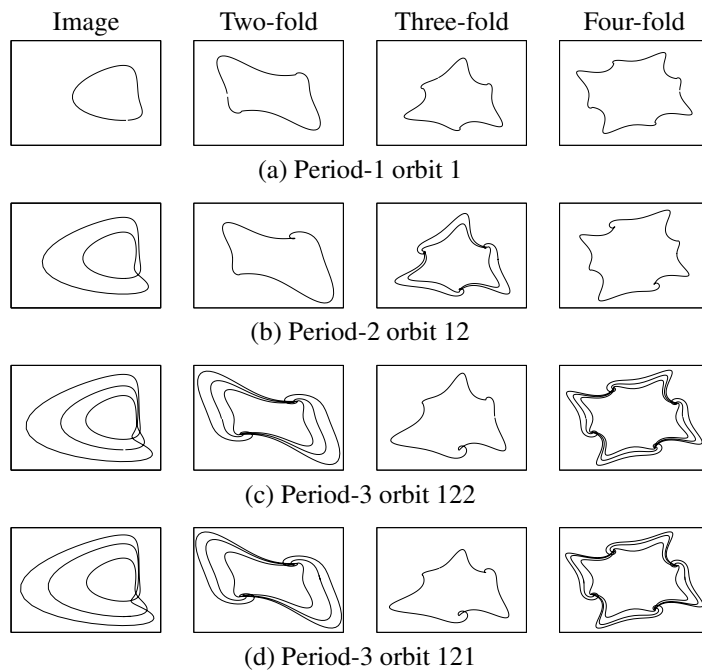 Image Two-fold Three-fold Four-fold
(a) Period-1 orbit 1
(b) Period-2 orbit 12
(c) Period-3 orbit 122
(d) Period-3 orbit 121